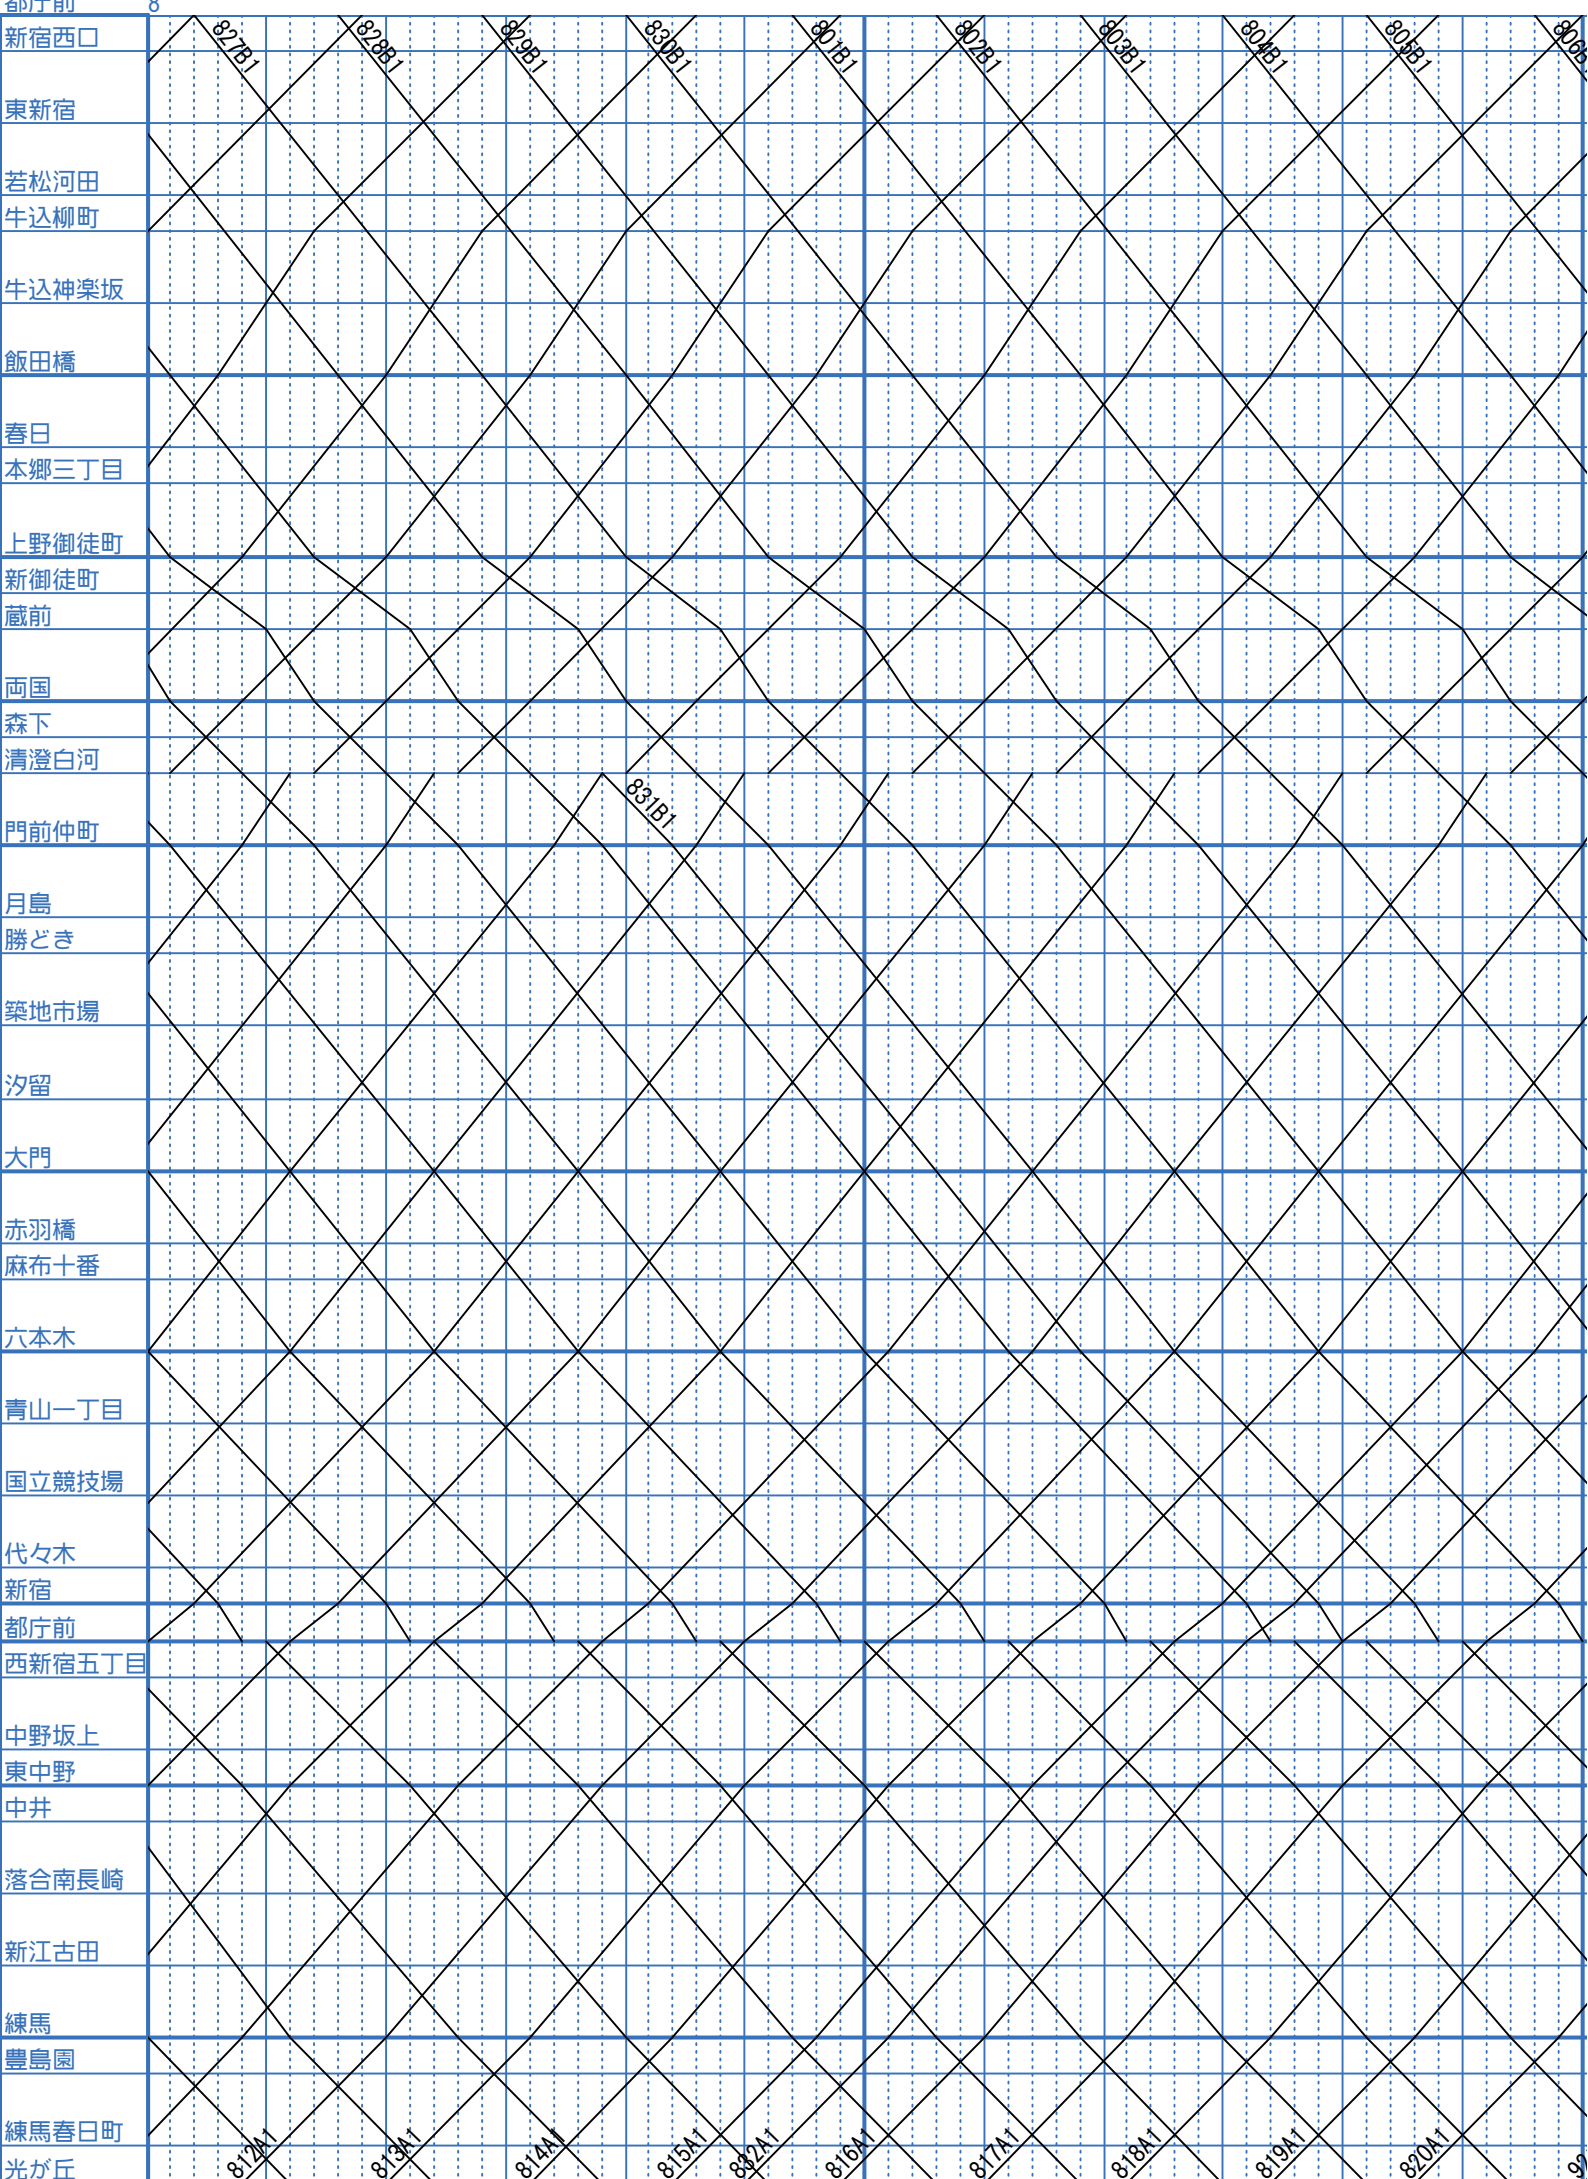 都庁前 8
新宿西口 827B1 828B1 829B1 830B1 801B1 802B1 803B1 804B1 805B1 806B
東新宿
若松河田
牛込柳町
牛込神楽坂
飯田橋
春日
本郷三丁目
上野御徒町
新御徒町
蔵前
両国
森下
清澄白河
門前仲町 831B1
月島
勝どき
築地市場
汐留
大門
赤羽橋
麻布十番
六本木
青山一丁目
国立競技場
代々木
新宿
都庁前
西新宿五丁目
中野坂上
東中野
中井
落合南長崎
新江古田
練馬
豊島園
練馬春日町
光が丘 812A1 813A1 814A1 815A1 832A1 816A1 817A1 818A1 819A1 820A1